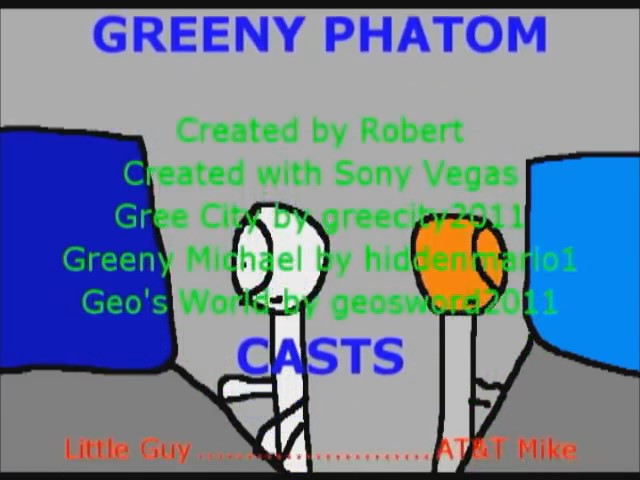 GREENY PHATOM
Created by Robert
Created with Sony Vegas
Gree City by greecity2011
Greeny Michael by hiddenmario1
Geo's World by geosword2011
CASTS
Little Guy........................AT&T Mike